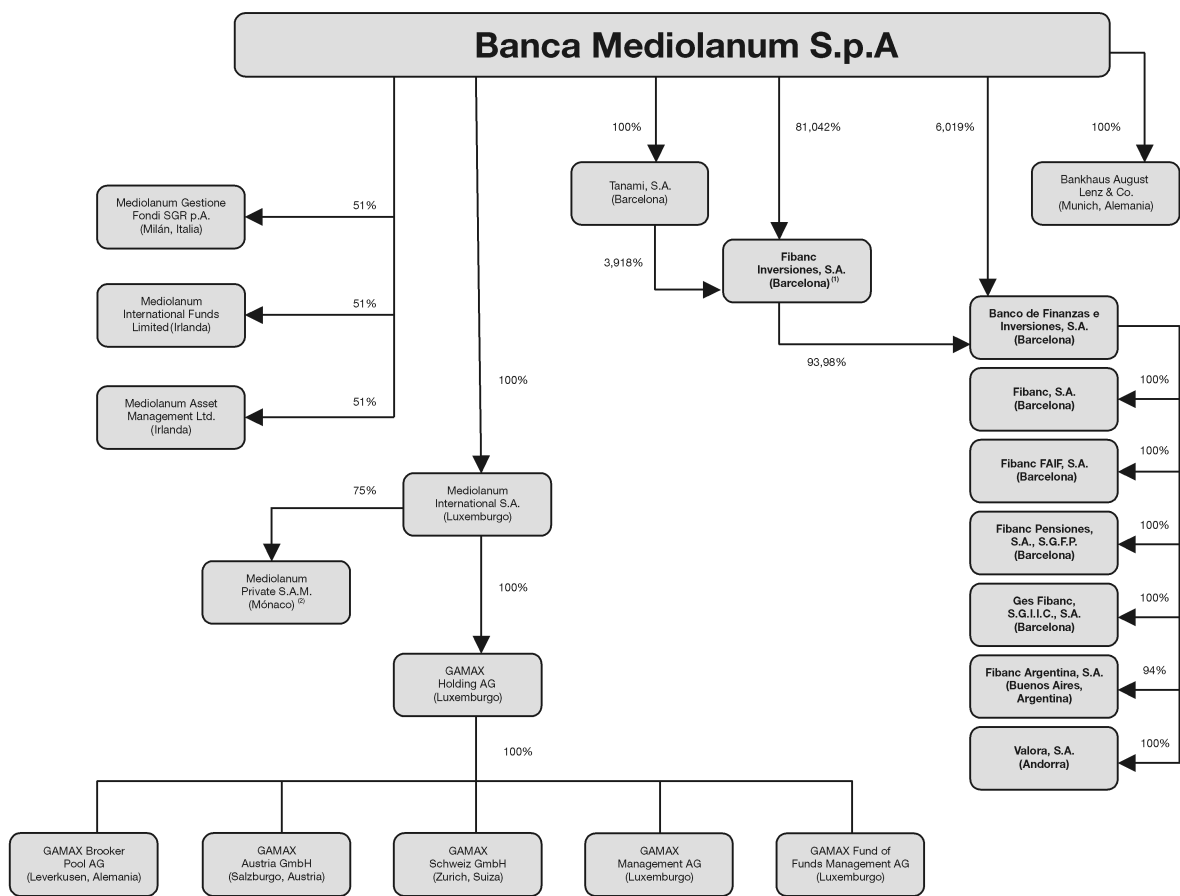 Banca Mediolanum S.p.A
100%
81,042%
6,019%
100%
Tanami, S.A.
(Barcelona)
Bankhaus August
Lenz & Co.
(Munich, Alemania)
Mediolanum Gestione
Fondi SGR p.A.
(Milán, Italia)
51%
3,918%
Fibanc
Inversiones, S.A.
(Barcelona) (1)
Mediolanum
International Funds
Limited (Irlanda)
51%
Banco de Finanzas e
Inversiones, S.A.
(Barcelona)
93,98%
100%
Mediolanum Asset
Management Ltd.
(Irlanda)
51%
Fibanc, S.A.
(Barcelona)
100%
Fibanc FAIF, S.A.
(Barcelona)
100%
Mediolanum
International S.A.
(Luxemburgo)
75%
Fibanc Pensiones,
S.A., S.G.F.P.
(Barcelona)
100%
Mediolanum
Private S.A.M.
(Mónaco) (2)
100%
Ges Fibanc,
S.G.I.I.C., S.A.
(Barcelona)
100%
GAMAX
Holding AG
(Luxemburgo)
Fibanc Argentina, S.A.
(Buenos Aires,
Argentina)
94%
100%
Valora, S.A.
(Andorra)
100%
GAMAX Brooker
Pool AG
(Leverkusen, Alemania)
GAMAX
Austria GmbH
(Salzburgo, Austria)
GAMAX
Schweiz GmbH
(Zurich, Suiza)
GAMAX
Management AG
(Luxemburgo)
GAMAX Fund of
Funds Management AG
(Luxemburgo)